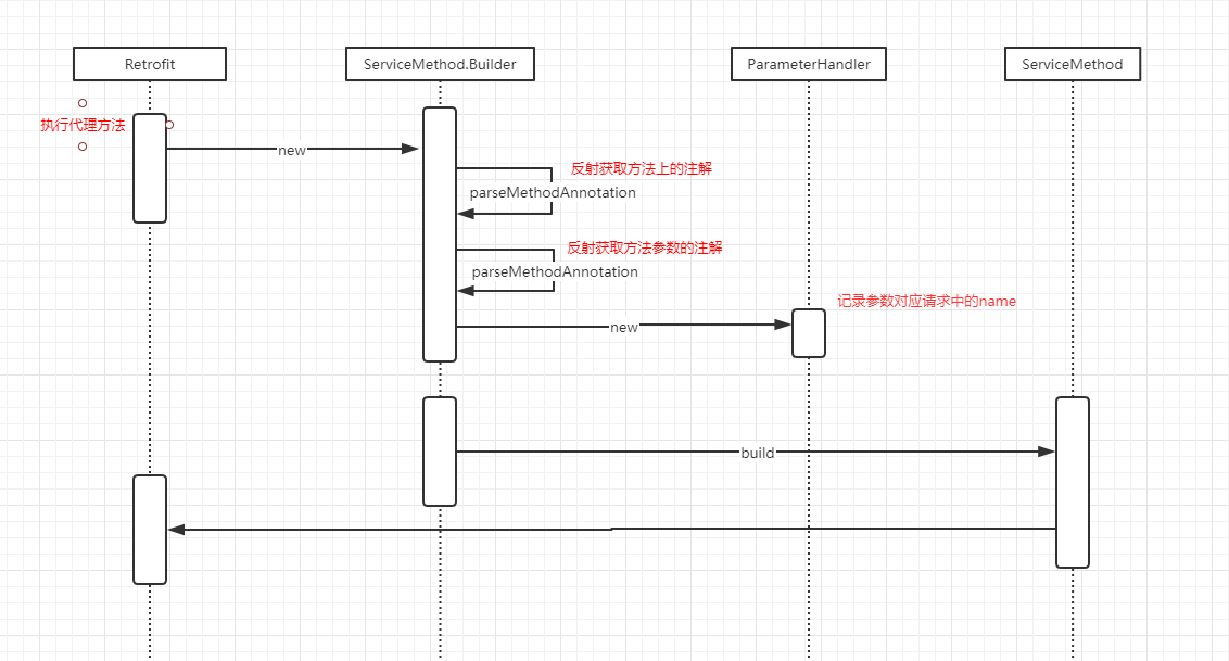 Retrofit
ServiceMethod.Builder
ParameterHandler
ServiceMethod
执行代理方法
new
反射获取方法上的注解
parseMethodAnnotation
反射获取方法参数的注解
parseMethodAnnotation
记录参数对应请求中的name
new
build